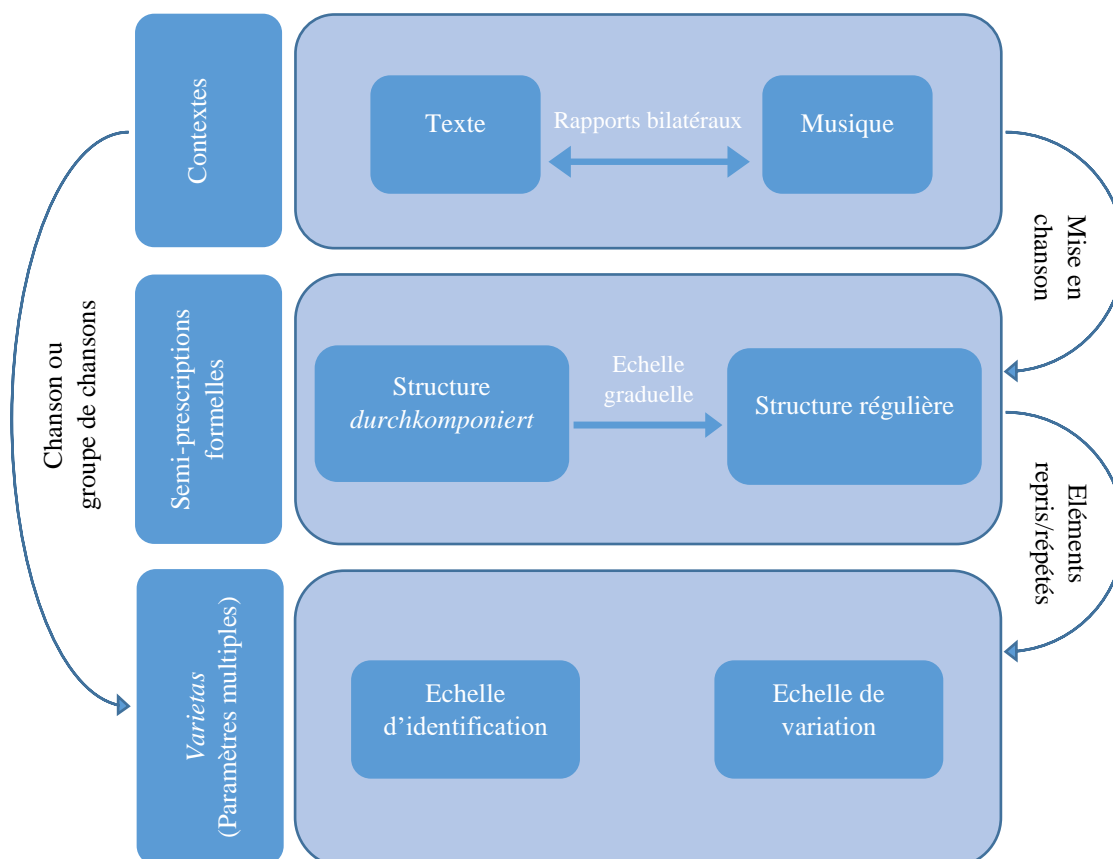 Contextes
Texte
Rapports bilatéraux
Musique
Mise en
chanson
Chanson ou
groupe de chansons
Semi-prescriptions
formelles
Structure
durchkomponiert
Echelle
graduelle
Structure régulière
Eléments
repris/répétés
Varietas
(Paramètres multiples)
Echelle
d’identification
Echelle de
variation